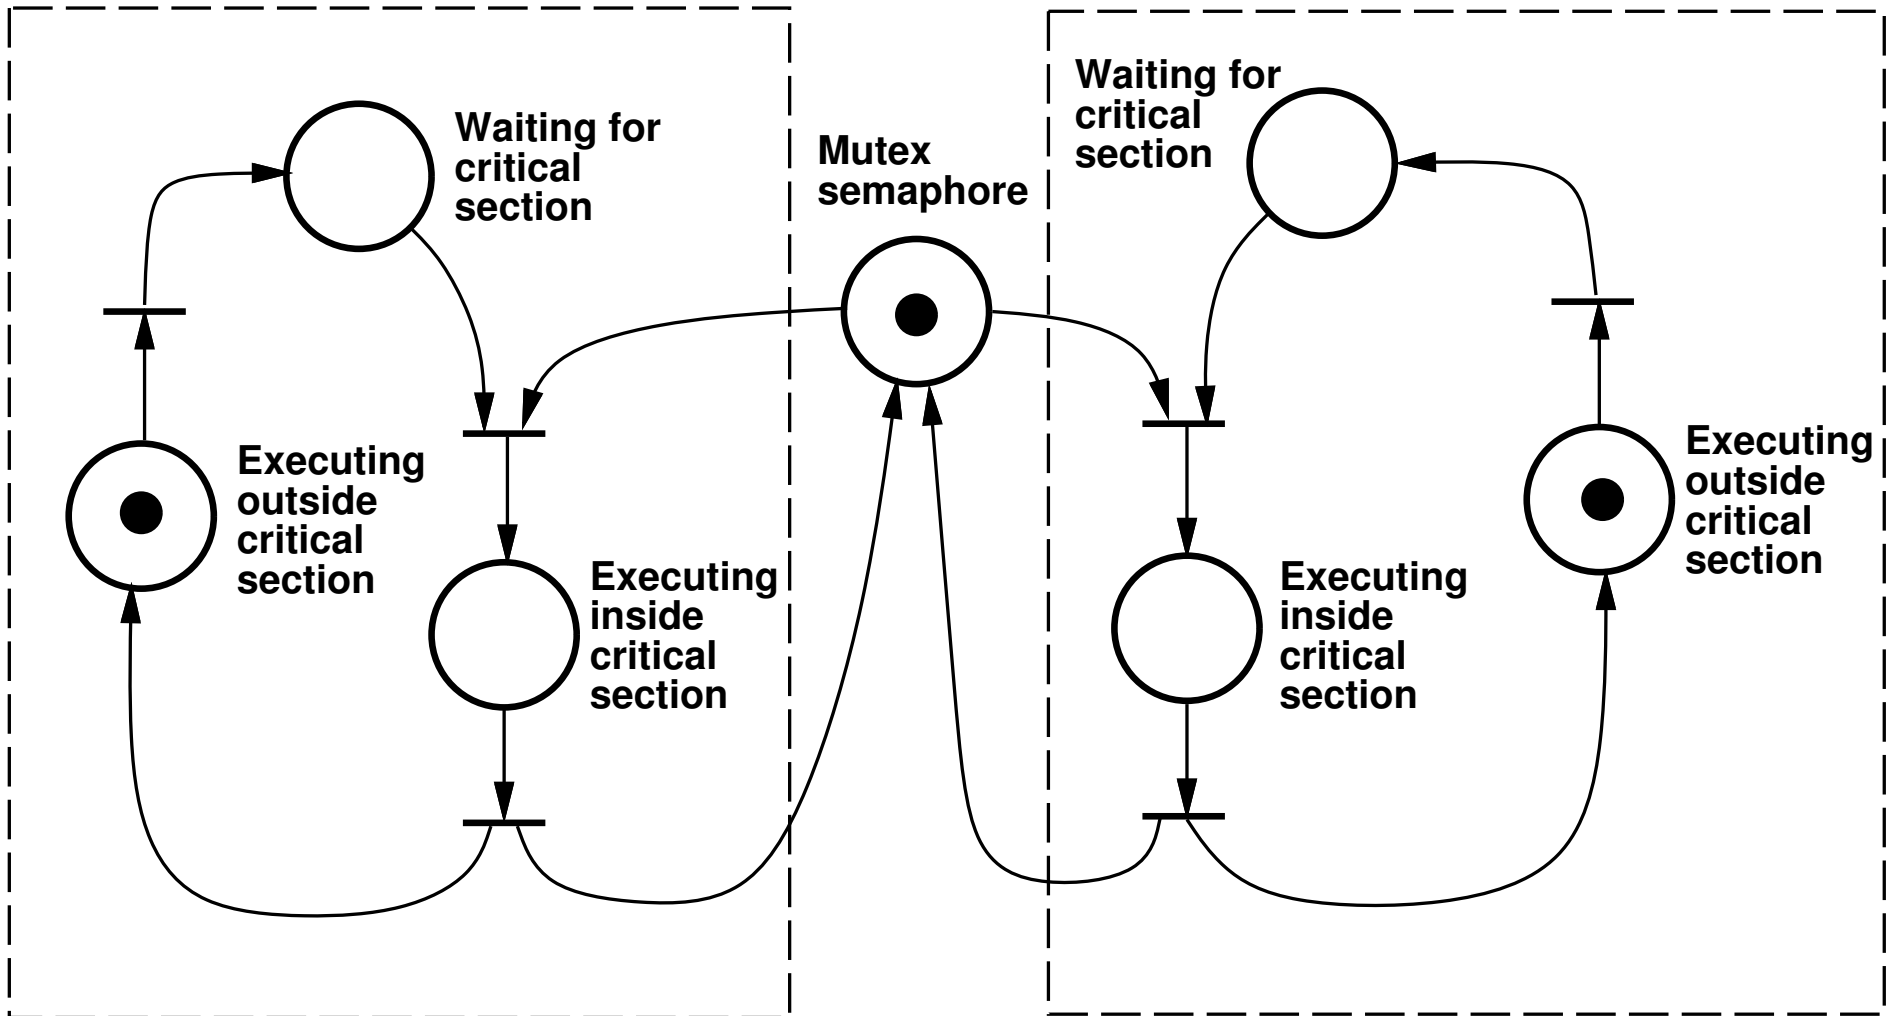 Waiting for
critical
section
Mutex
semaphore
Waiting for
critical
section
Executing
outside
critical
section
Executing
inside
critical
section
Executing
inside
critical
section
Executing
outside
critical
section